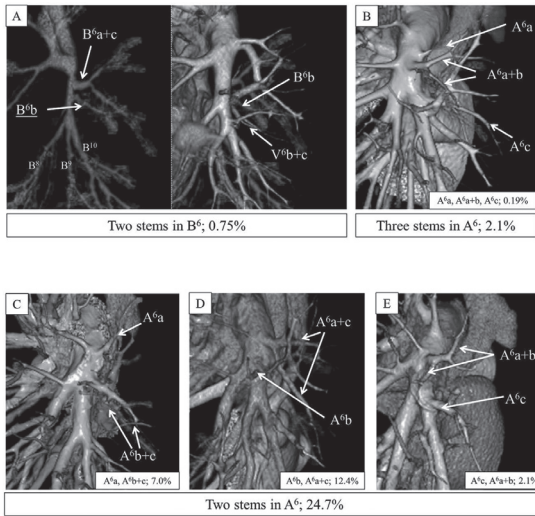 A
B⁶a+c
B⁶b
B⁸
B⁹
B¹⁰
B⁶b
V⁶b+c
Two stems in B⁶; 0.75%
B
A⁶a
A⁶a+b
A⁶c
A⁶a, A⁶a+b, A⁶c; 0.19%
Three stems in A⁶; 2.1%
C
A⁶a
A⁶b+c
A⁶a, A⁶b+c; 7.0%
D
A⁶a+c
A⁶b
A⁶b, A⁶a+c; 12.4%
E
A⁶a+b
A⁶c
A⁶c, A⁶a+b; 2.1%
Two stems in A⁶; 24.7%